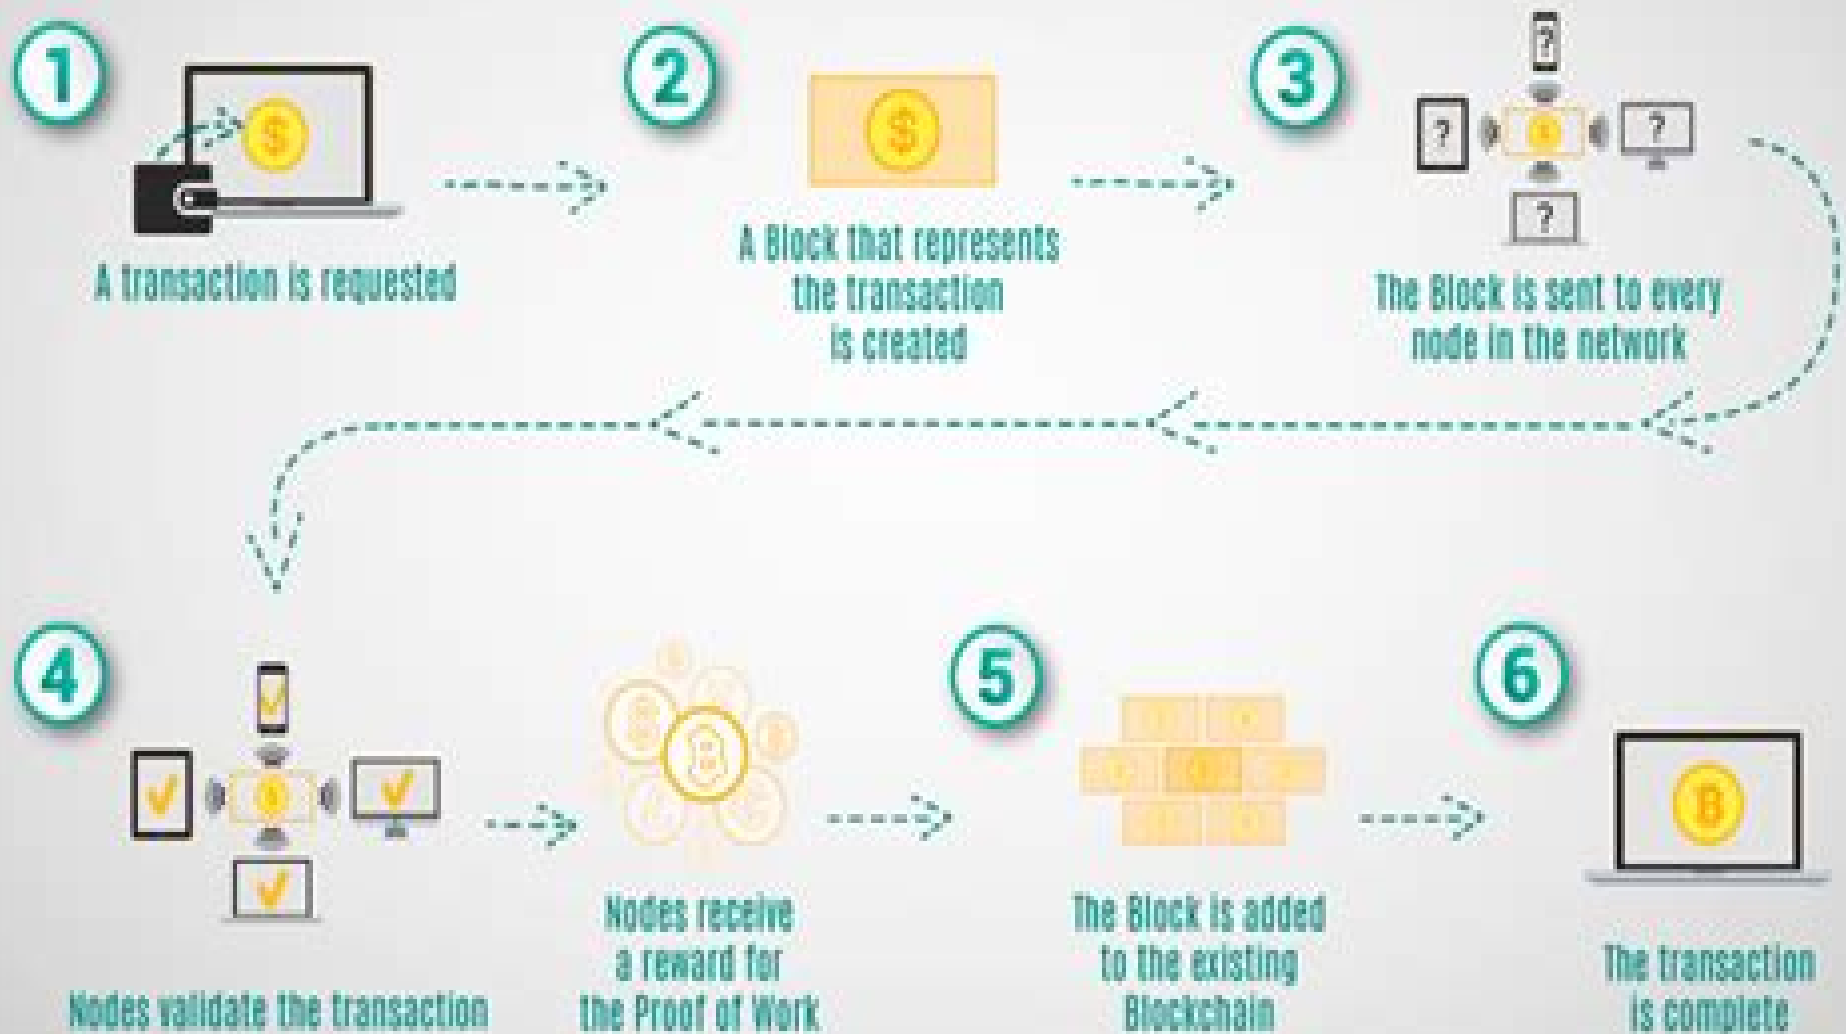 1
A transaction is requested
2
A Block that represents
the transaction
is created
3
The Block is sent to every
node in the network
4
Nodes validate the transaction
Nodes receive
a reward for
the Proof of Work
5
The Block is added
to the existing
Blockchain
6
The transaction
is complete